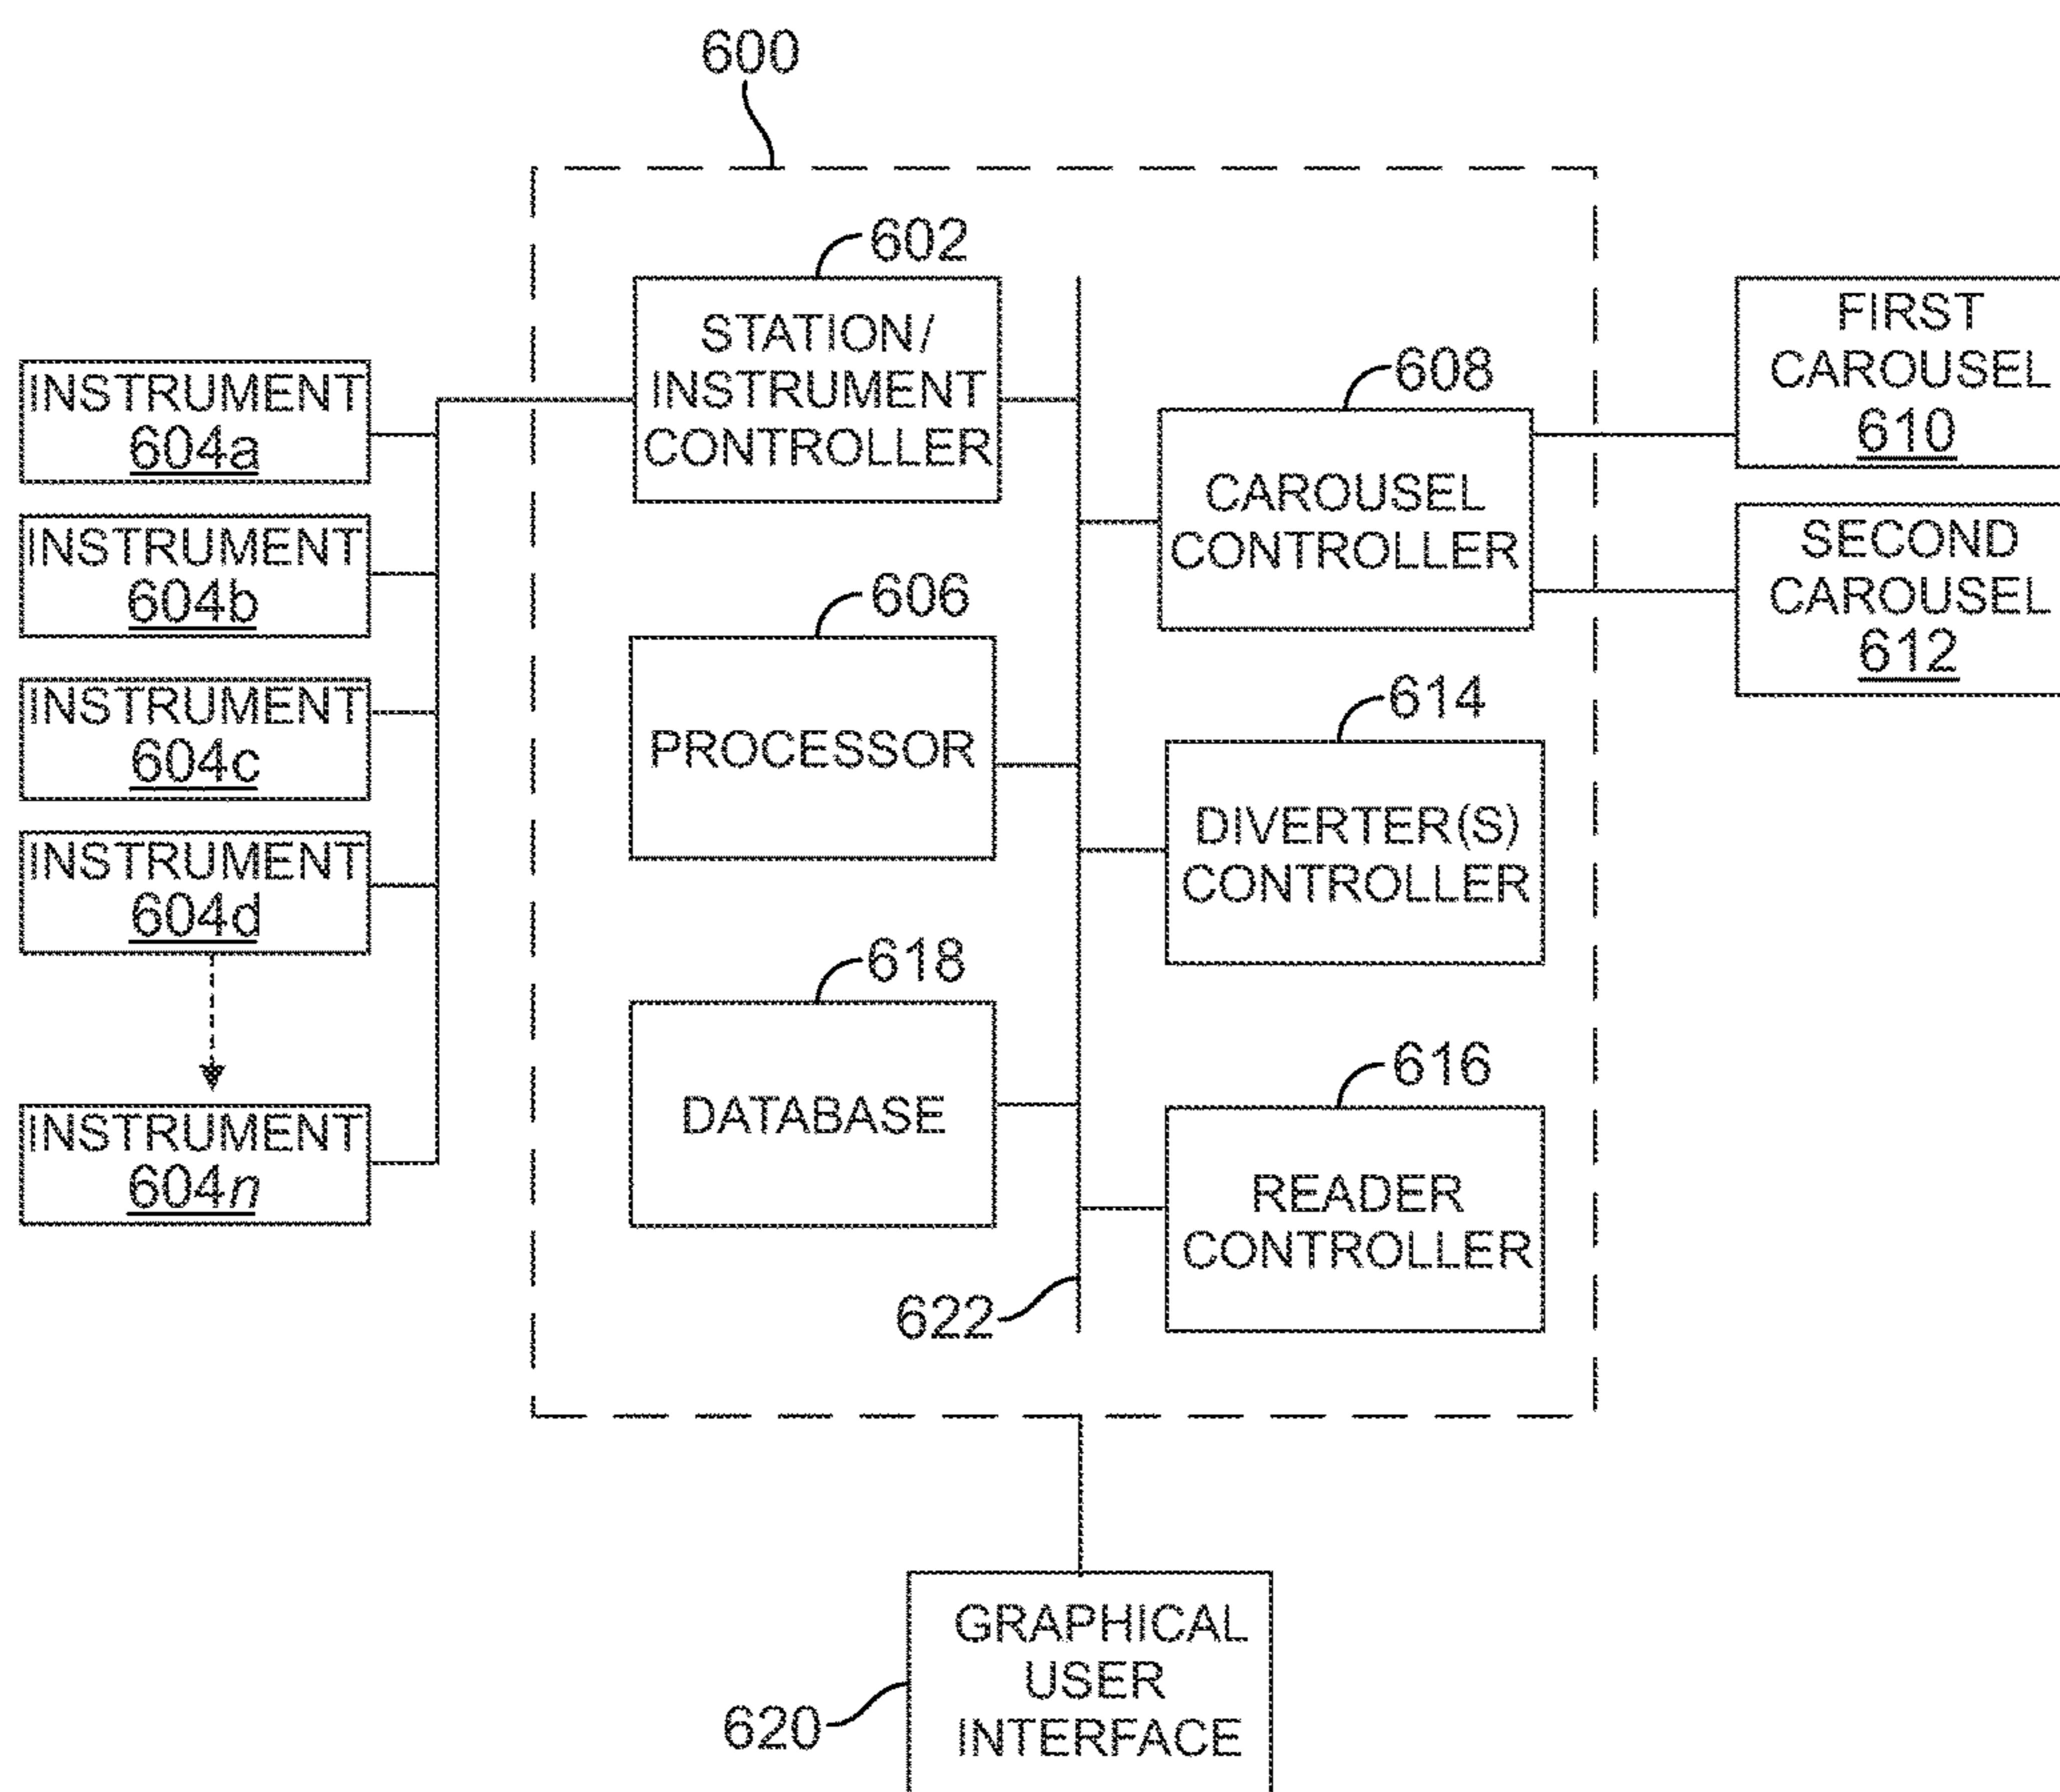 600
602
STATION/
INSTRUMENT
CONTROLLER
INSTRUMENT
604a
INSTRUMENT
604b
INSTRUMENT
604c
INSTRUMENT
604d
INSTRUMENT
604n
606
PROCESSOR
618
DATABASE
622
608
CAROUSEL
CONTROLLER
614
DIVERTER(S)
CONTROLLER
616
READER
CONTROLLER
FIRST
CAROUSEL
610
SECOND
CAROUSEL
612
GRAPHICAL
USER
INTERFACE
620